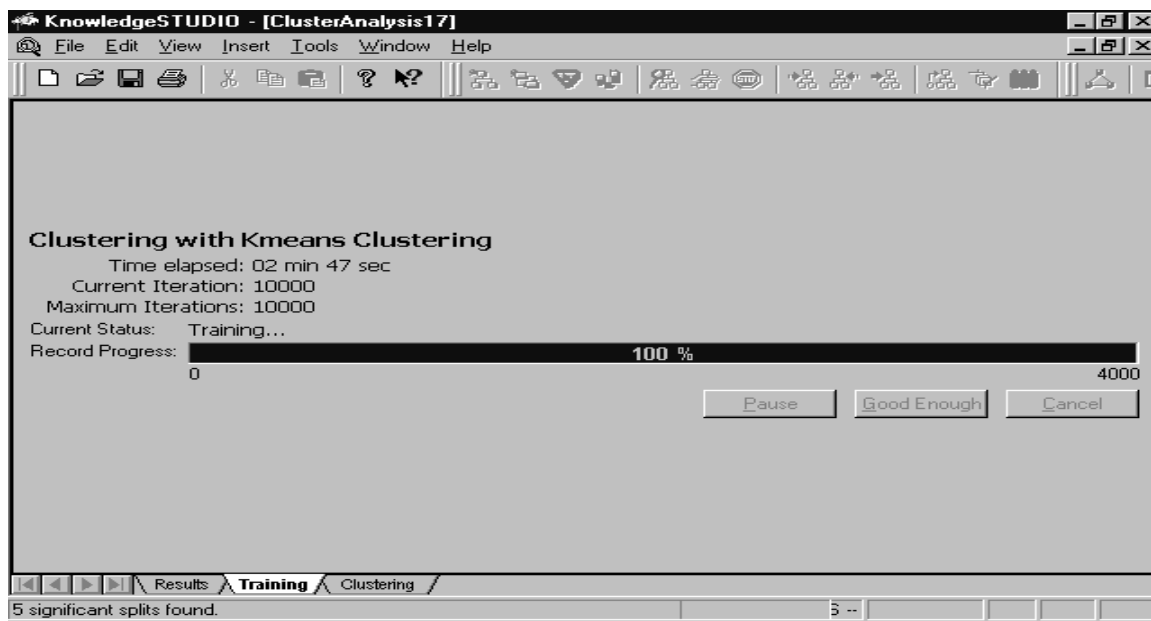 KnowledgeSTUDIO - [ClusterAnalysis17]
File Edit View Insert Tools Window Help
Clustering with Kmeans Clustering
Time elapsed: 02 min 47 sec
Current Iteration: 10000
Maximum Iterations: 10000
Current Status: Training...
Record Progress: 100 %
0 4000
Pause Good Enough Cancel
Results Training Clustering
5 significant splits found.